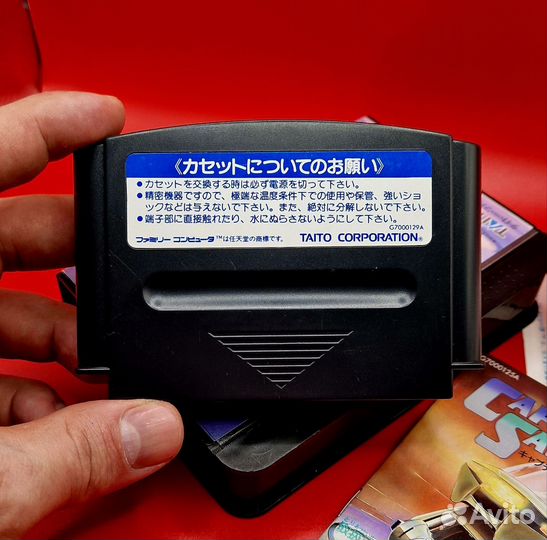 《カセットについてのお願い》
●カセットを交換する時は必ず電源を切って下さい。
●精密機器ですので、極端な温度条件下での使用や保管、強いショ
ックなどは与えないで下さい。また、絶対に分解しないで下さい。
●端子部に直接触れたり、水にぬらさないようにして下さい。
G7000129A
ファミリー コンピュータ™は任天堂の商標です。 TAITO CORPORATION®
G7000125A
Avito